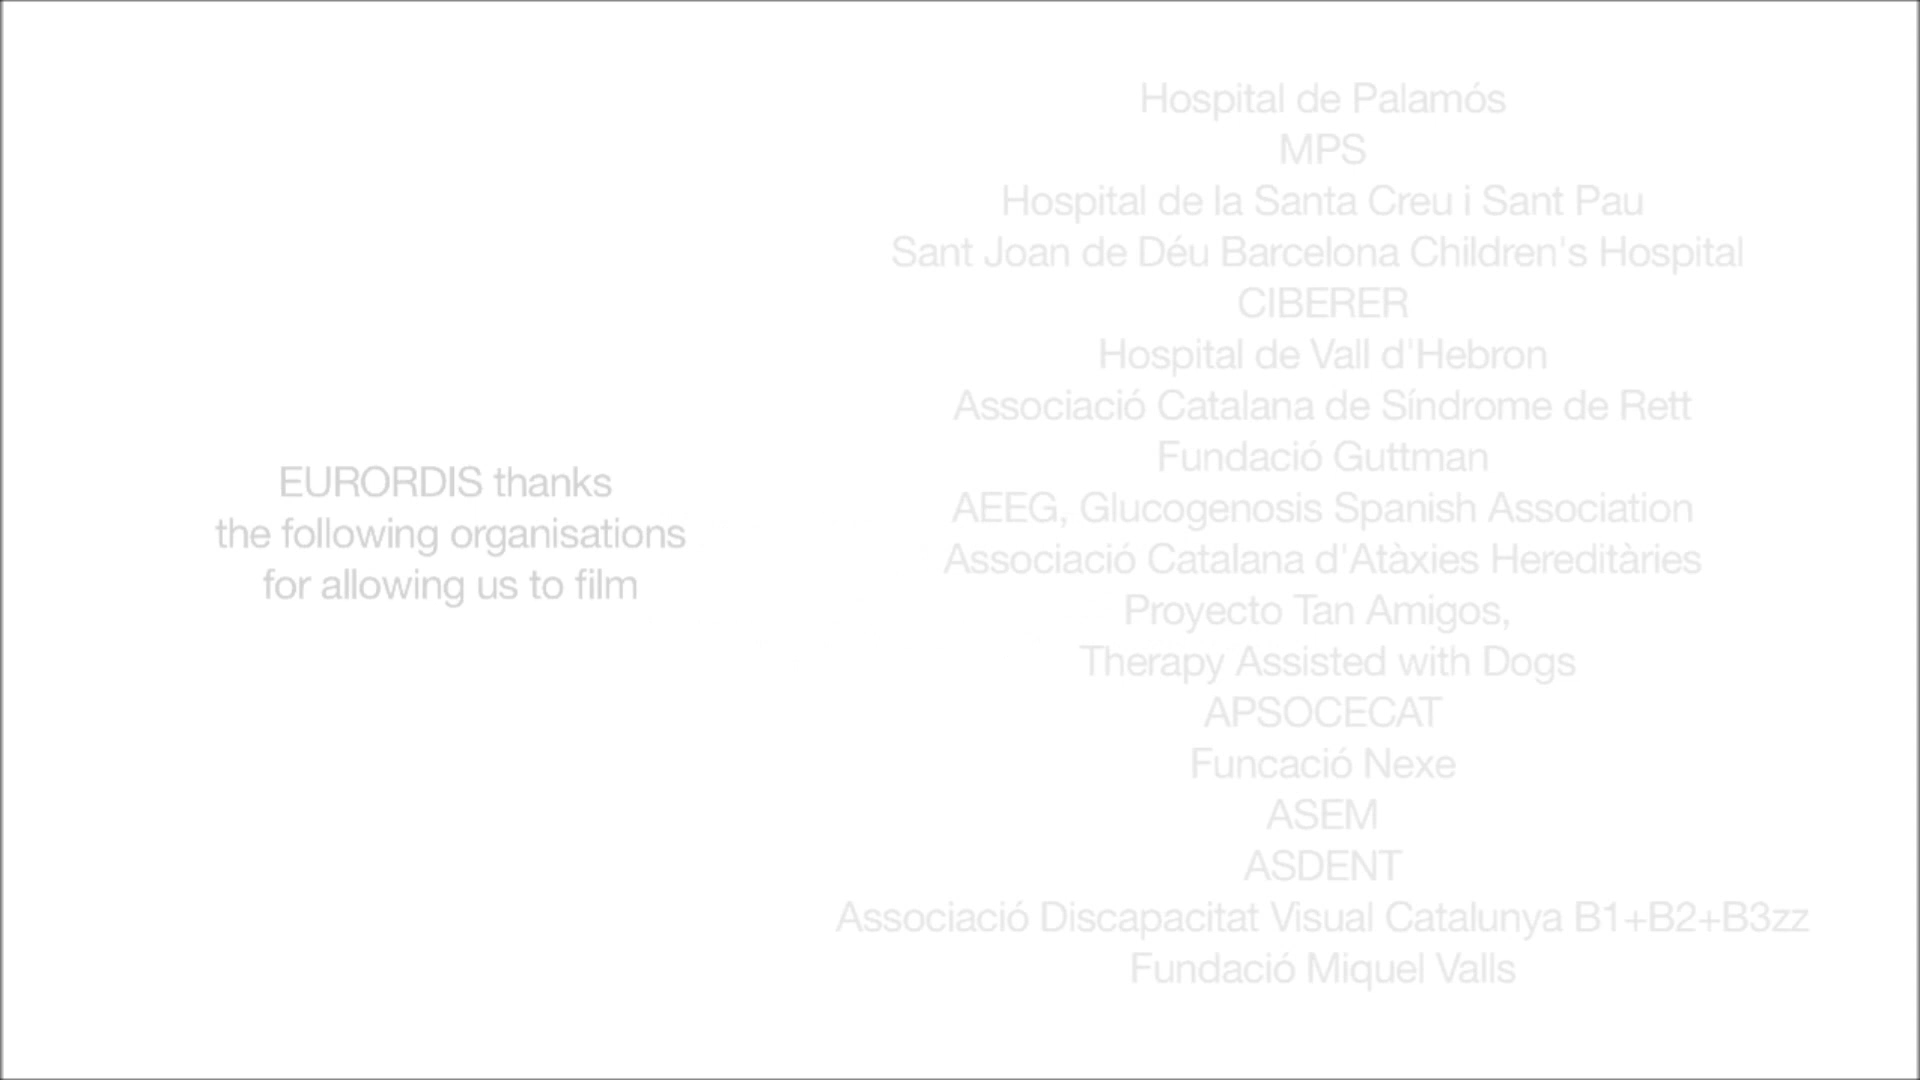 EURORDIS thanks
the following organisations
for allowing us to film
Hospital de Palamós
MPS
Hospital de la Santa Creu i Sant Pau
Sant Joan de Déu Barcelona Children's Hospital
CIBERER
Hospital de Vall d'Hebron
Associació Catalana de Síndrome de Rett
Fundació Guttman
AEEG, Glucogenosis Spanish Association
Associació Catalana d'Atàxies Hereditàries
Proyecto Tan Amigos,
Therapy Assisted with Dogs
APSOCECAT
Funcació Nexe
ASEM
ASDENT
Associació Discapacitat Visual Catalunya B1+B2+B3zz
Fundació Miquel Valls